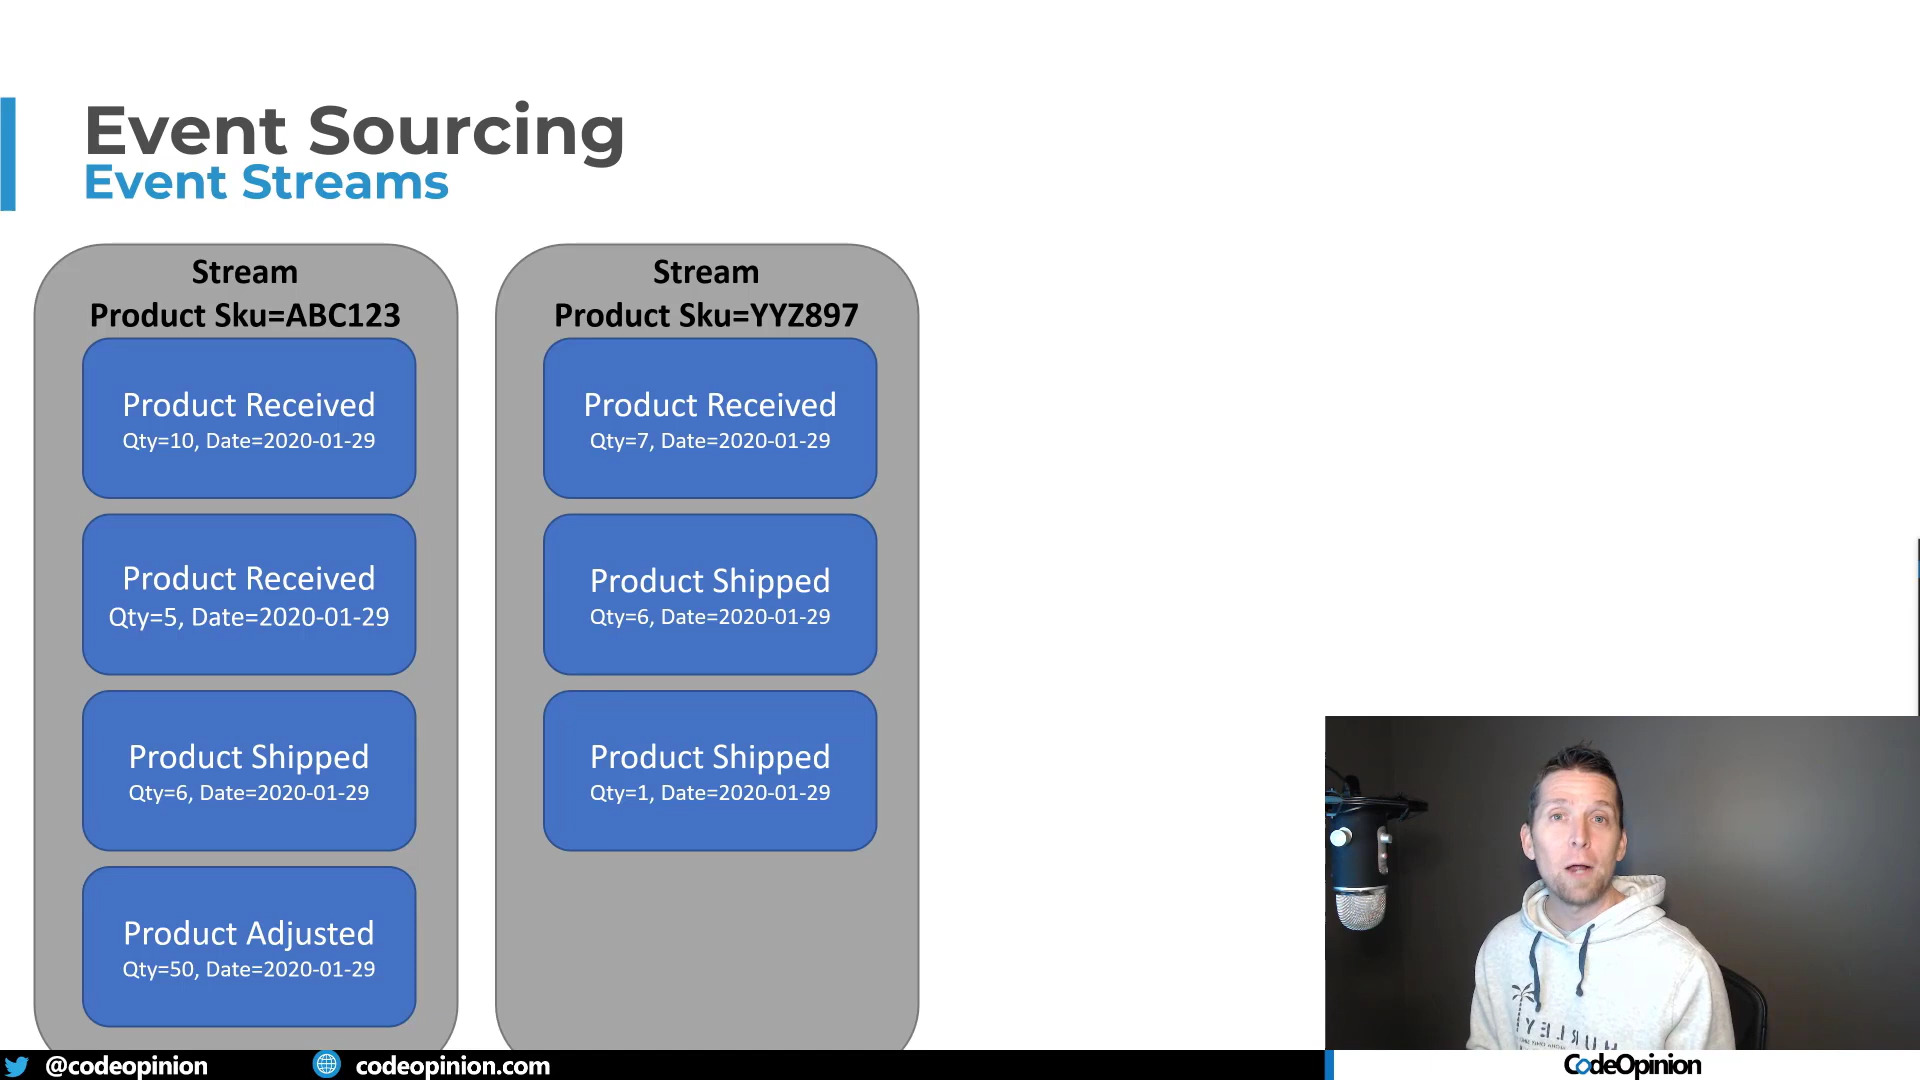 Event Sourcing
Event Streams
Stream
Product Sku=ABC123
Product Received
Qty=10, Date=2020-01-29
Product Received
Qty=5, Date=2020-01-29
Product Shipped
Qty=6, Date=2020-01-29
Product Adjusted
Qty=50, Date=2020-01-29
Stream
Product Sku=YYZ897
Product Received
Qty=7, Date=2020-01-29
Product Shipped
Qty=6, Date=2020-01-29
Product Shipped
Qty=1, Date=2020-01-29
HURLEY
@codeopinion
codeopinion.com
CodeOpinion